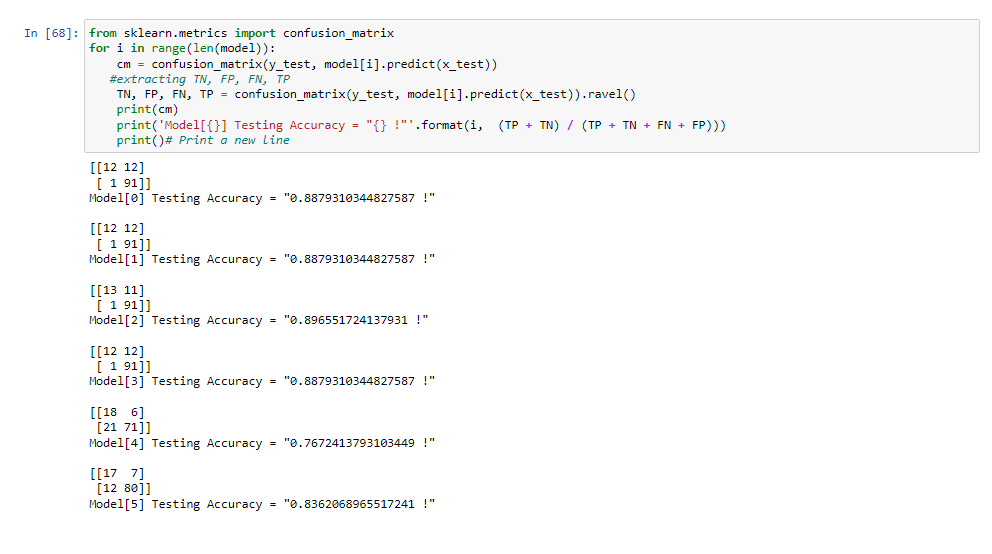 In [68]: from sklearn.metrics import confusion_matrix
for i in range(len(model)):
    cm = confusion_matrix(y_test, model[i].predict(x_test))
   #extracting TN, FP, FN, TP
    TN, FP, FN, TP = confusion_matrix(y_test, model[i].predict(x_test)).ravel()
    print(cm)
    print('Model[{}] Testing Accuracy = "{} !"'.format(i,  (TP + TN) / (TP + TN + FN + FP)))
    print()# Print a new line
[[12 12]
 [ 1 91]]
Model[0] Testing Accuracy = "0.8879310344827587 !"
[[12 12]
 [ 1 91]]
Model[1] Testing Accuracy = "0.8879310344827587 !"
[[13 11]
 [ 1 91]]
Model[2] Testing Accuracy = "0.896551724137931 !"
[[12 12]
 [ 1 91]]
Model[3] Testing Accuracy = "0.8879310344827587 !"
[[18  6]
 [21 71]]
Model[4] Testing Accuracy = "0.7672413793103449 !"
[[17  7]
 [12 80]]
Model[5] Testing Accuracy = "0.8362068965517241 !"